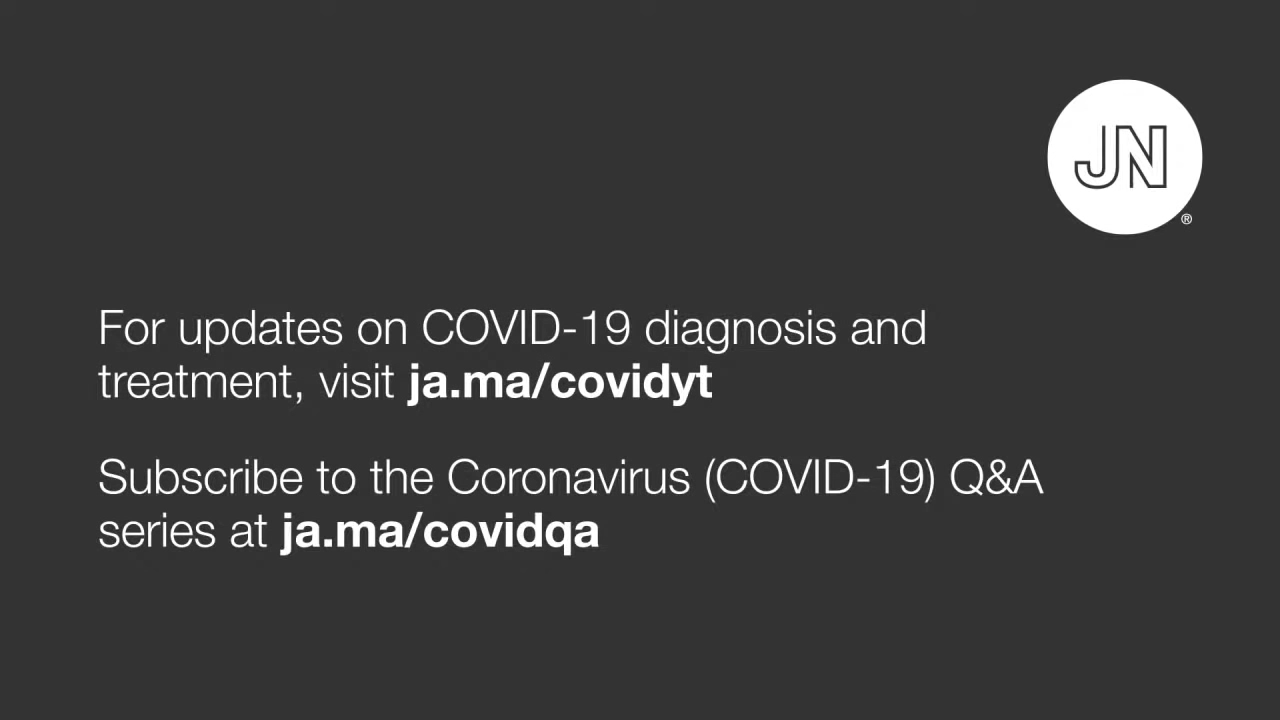 JN
®
For updates on COVID-19 diagnosis and
treatment, visit ja.ma/covidyt
Subscribe to the Coronavirus (COVID-19) Q&A
series at ja.ma/covidqa